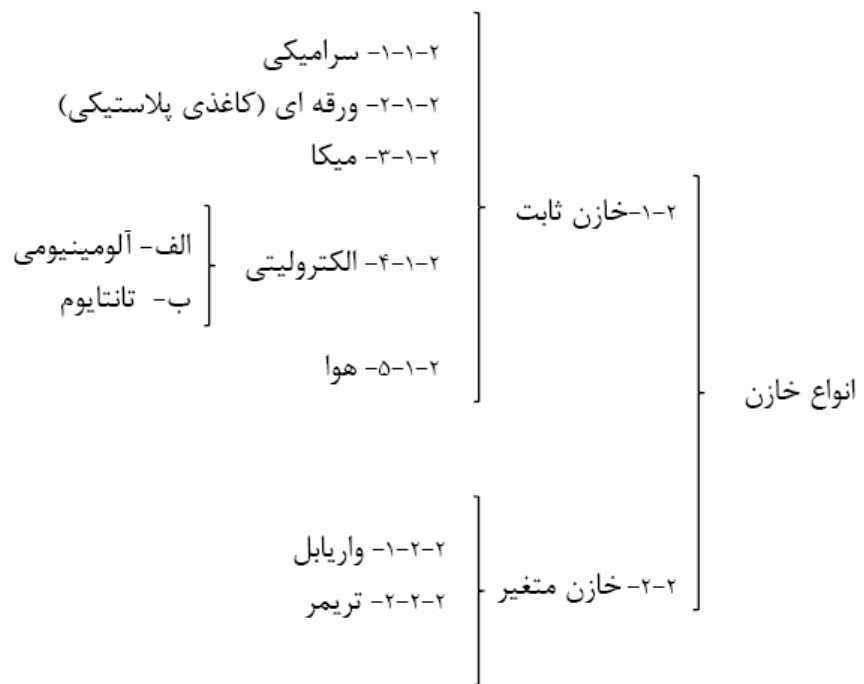 انواع خازن
۲-۱-خازن ثابت
۲-۱-۱- سرامیکی
۲-۱-۲- ورقه ای (کاغذی پلاستیکی)
۲-۱-۳- میکا
۲-۱-۴- الکترولیتی
الف- آلومینیومی
ب- تانتایوم
۲-۱-۵- هوا
۲-۲- خازن متغیر
۲-۲-۱- واریابل
۲-۲-۲- تریمر